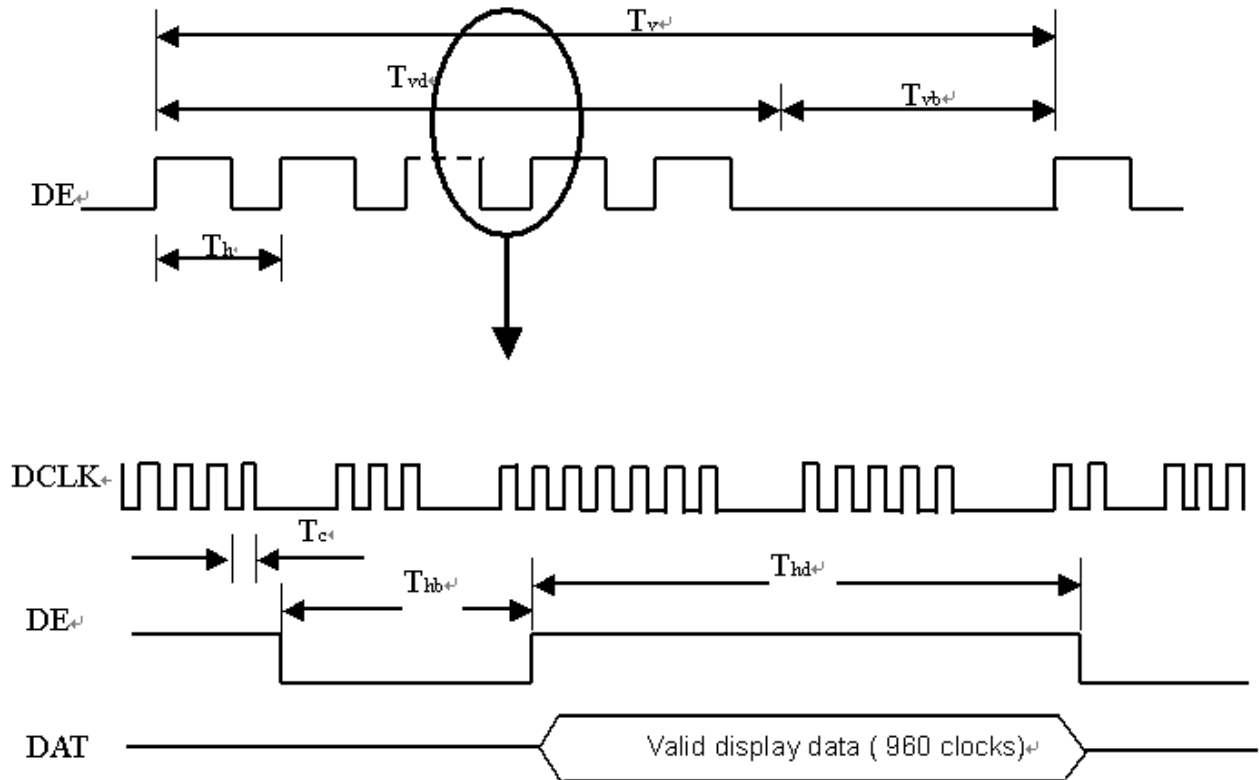 Tv↵
Tvd↵
Tvb↵
DE↵
Th↵
DCLK↵
Tc↵
Thb↵
Thd↵
DE↵
DAT
Valid display data ( 960 clocks)↵